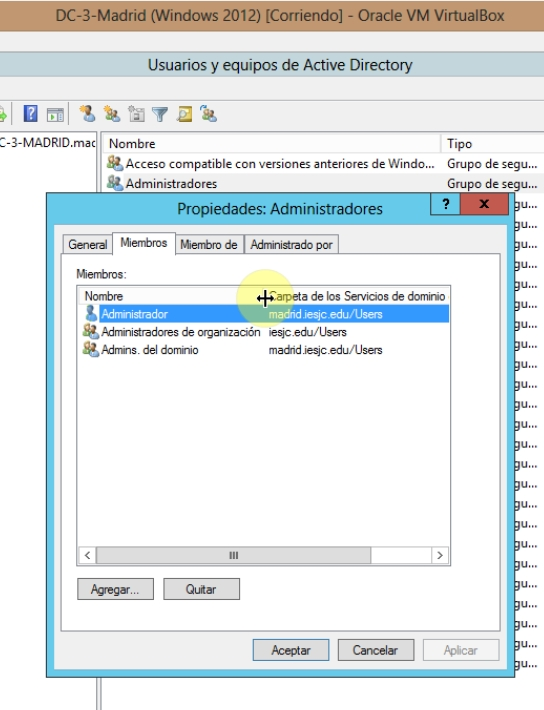 DC-3-Madrid (Windows 2012) [Corriendo] - Oracle VM VirtualBox
Usuarios y equipos de Active Directory
C-3-MADRID.mac
Nombre Tipo
Acceso compatible con versiones anteriores de Windo... Grupo de segu...
Administradores Grupo de segu...
Propiedades: Administradores ? x
gu...
gu...
General Miembros Miembro de Administrado por
gu...
Miembros:
gu...
Nombre Carpeta de los Servicios de dominio
gu...
Administrador madrid.iesjc.edu/Users
gu...
Administradores de organización iesjc.edu/Users
gu...
Admins. del dominio madrid.iesjc.edu/Users
gu...
gu...
gu...
gu...
gu...
gu...
gu...
gu...
gu...
gu...
gu...
gu...
Agregar... Quitar
gu...
gu...
gu...
Aceptar Cancelar Aplicar
gu...
gu...